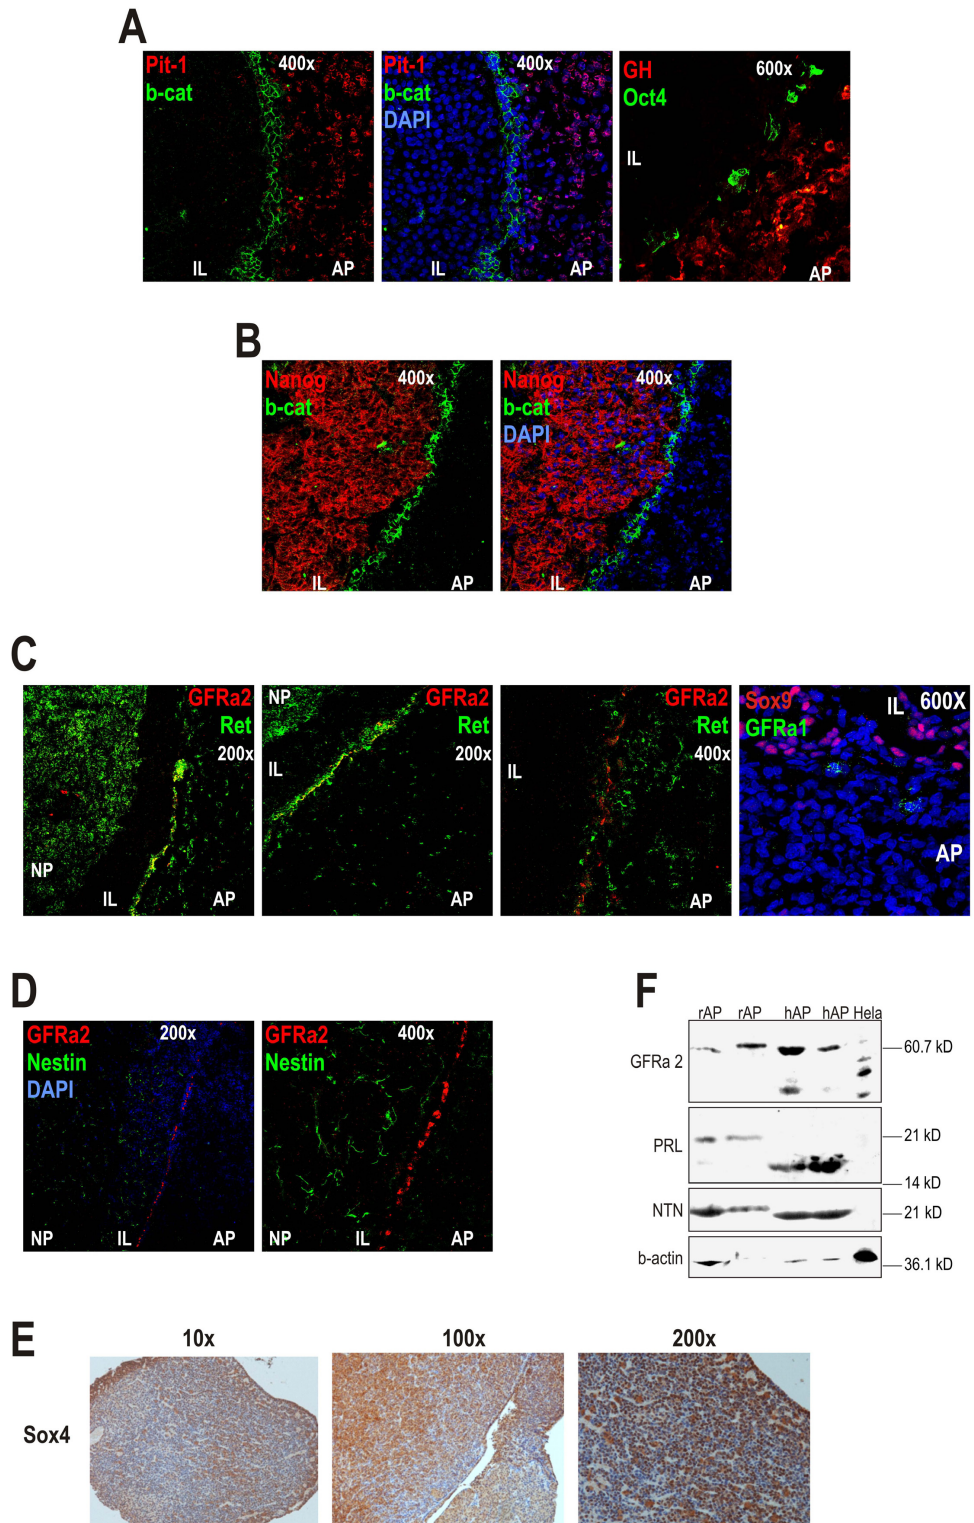 A
Pit-1
b-cat
400x
IL
AP
Pit-1
b-cat
DAPI
400x
IL
AP
GH
Oct4
600x
IL
AP
B
Nanog
b-cat
400x
IL
AP
Nanog
b-cat
DAPI
400x
IL
AP
C
GFRa2
Ret
200x
NP
IL
AP
NP
GFRa2
Ret
200x
IL
AP
GFRa2
Ret
400x
IL
AP
Sox9
GFRa1
IL
600X
AP
D
GFRa2
Nestin
DAPI
200x
NP
IL
AP
GFRa2
Nestin
400x
NP
IL
AP
F
rAP rAP hAP hAP Hela
GFRa 2
60.7 kD
PRL
21 kD
14 kD
NTN
21 kD
b-actin
36.1 kD
E
10x
100x
200x
Sox4